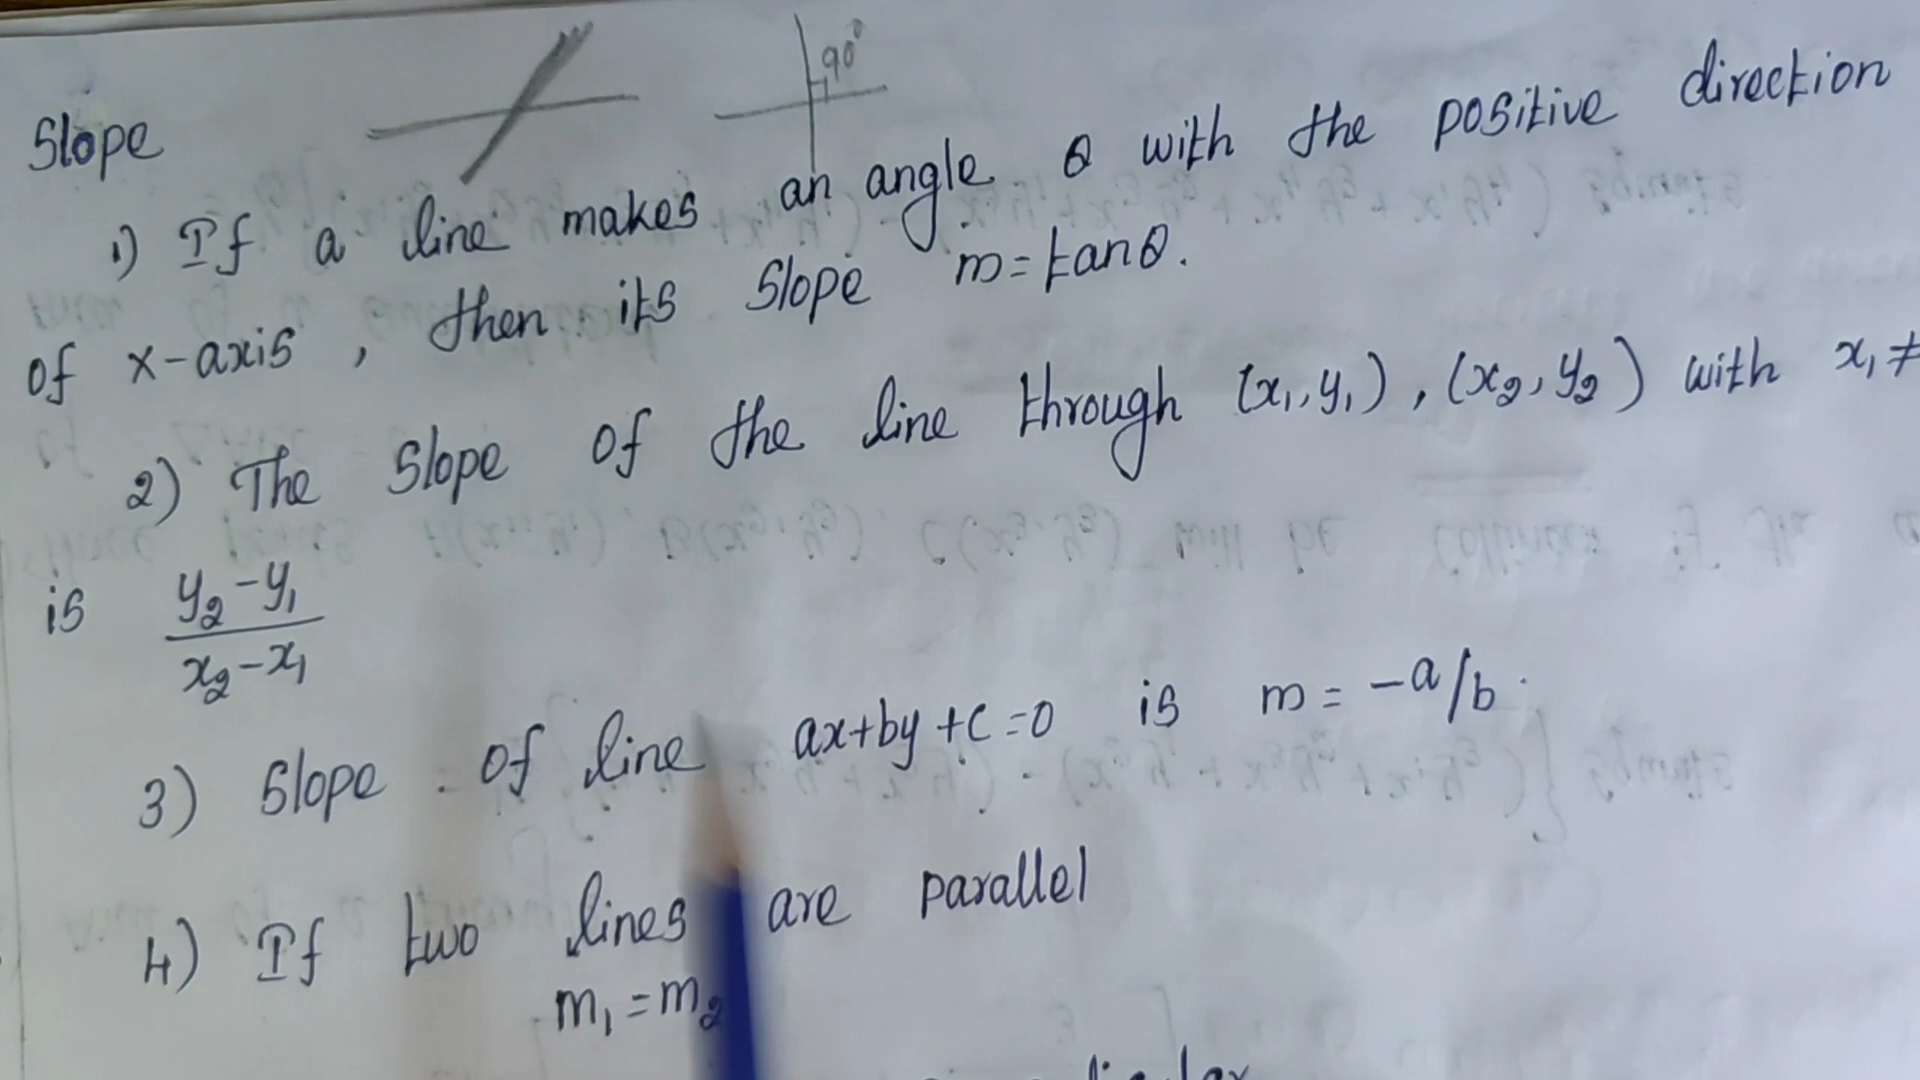 90°
Slope
1) If a line makes an angle θ with the positive direction
of x-axis, then its slope m=tanθ.
2) The slope of the line through (x₁,y₁), (x₂,y₂) with x₁≠
is y₂-y₁/x₂-x₁
3) Slope of line ax+by+c=0 is m = -a/b.
4) If two lines are parallel
m₁=m₂